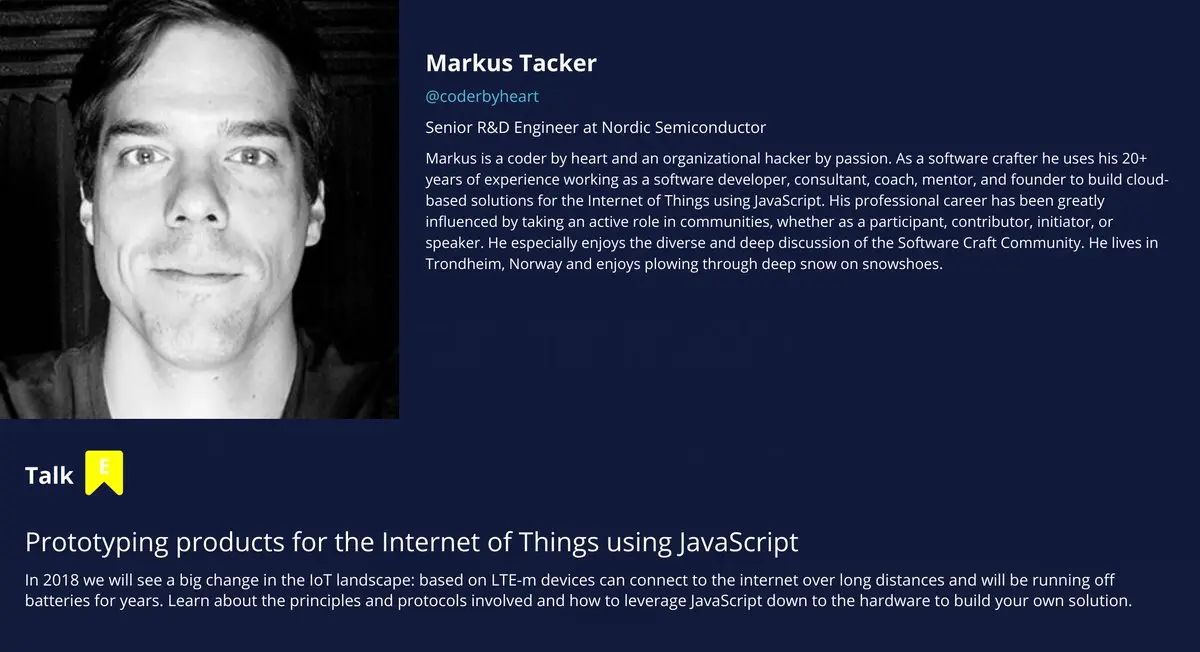 Markus Tacker
@coderbyheart
Senior R&D Engineer at Nordic Semiconductor
Markus is a coder by heart and an organizational hacker by passion. As a software crafter he uses his 20+
years of experience working as a software developer, consultant, coach, mentor, and founder to build cloud-
based solutions for the Internet of Things using JavaScript. His professional career has been greatly
influenced by taking an active role in communities, whether as a participant, contributor, initiator, or
speaker. He especially enjoys the diverse and deep discussion of the Software Craft Community. He lives in
Trondheim, Norway and enjoys plowing through deep snow on snowshoes.
Talk E
Prototyping products for the Internet of Things using JavaScript
In 2018 we will see a big change in the IoT landscape: based on LTE-m devices can connect to the internet over long distances and will be running off
batteries for years. Learn about the principles and protocols involved and how to leverage JavaScript down to the hardware to build your own solution.